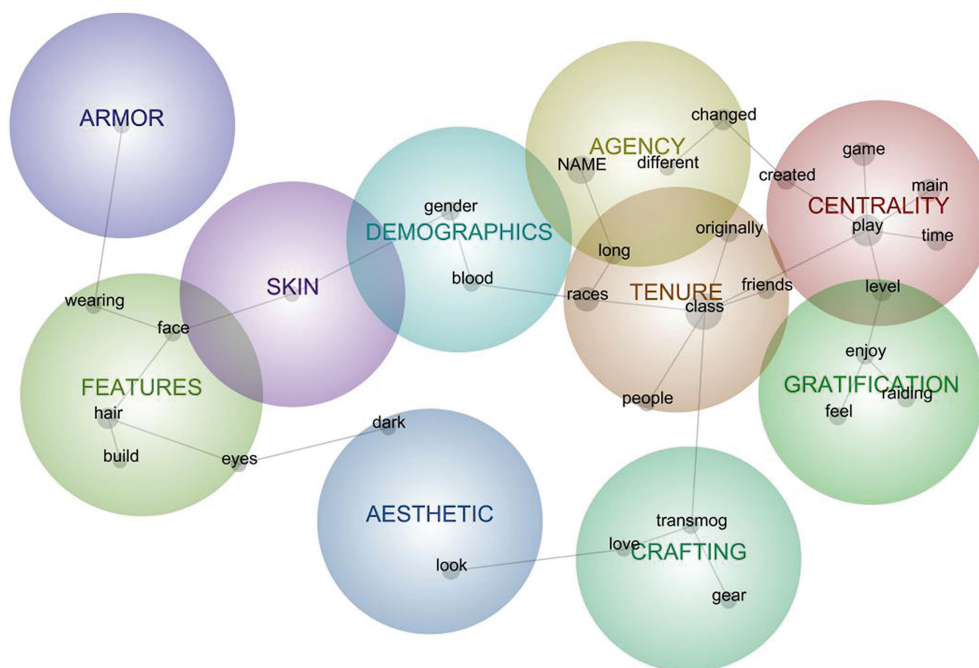 ARMOR
changed
AGENCY
NAME
different
game
created
main
CENTRALITY
gender
DEMOGRAPHICS
originally
play
time
long
SKIN
blood
wearing
races
TENURE
friends
level
class
face
enjoy
FEATURES
GRATIFICATION
raiding
hair
people
feel
dark
build
eyes
AESTHETIC
transmog
love
CRAFTING
look
gear